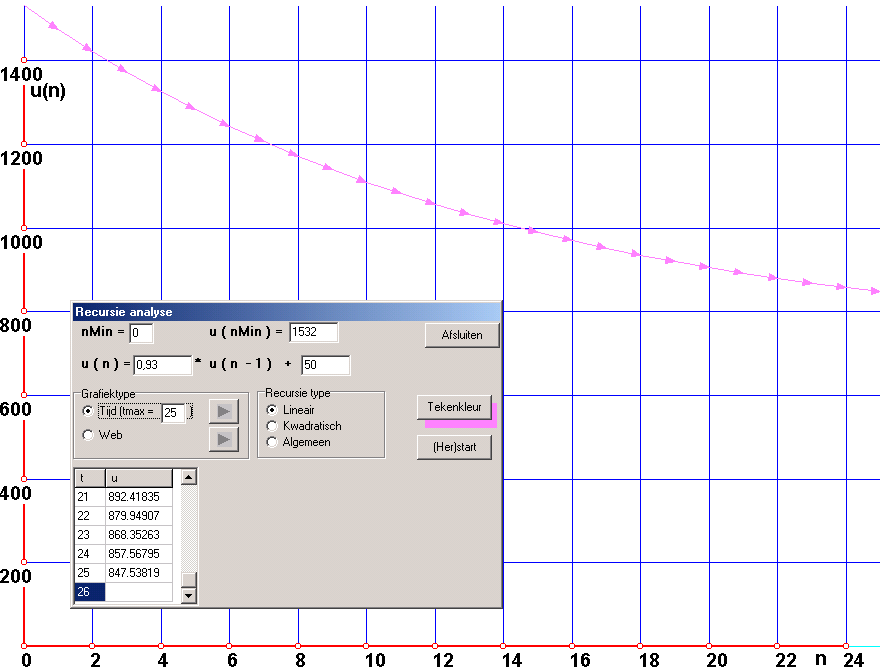 1400
u(n)
1200
1000
800
600
400
200
Recursie analyse
nMin = 0 u ( nMin ) = 1532 Afsluiten
u ( n ) = 0,93 * u ( n - 1 ) + 50
Grafiektype
Tijd (tmax = 25 )
Web
Recursie type
Lineair
Kwadratisch
Algemeen
Tekenkleur
(Her)start
t u
21 892.41835
22 879.94907
23 868.35263
24 857.56795
25 847.53819
26
0 2 4 6 8 10 12 14 16 18 20 22 n 24